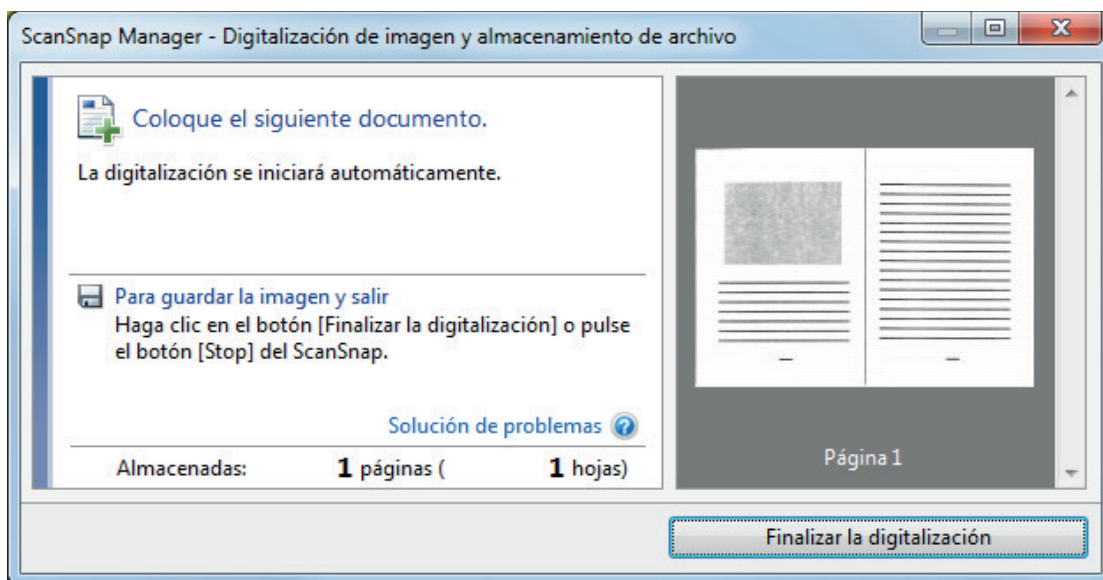 ScanSnap Manager - Digitalización de imagen y almacenamiento de archivo
Coloque el siguiente documento.
La digitalización se iniciará automáticamente.
Para guardar la imagen y salir
Haga clic en el botón [Finalizar la digitalización] o pulse
el botón [Stop] del ScanSnap.
Solución de problemas
Almacenadas: 1 páginas ( 1 hojas)
Página 1
Finalizar la digitalización